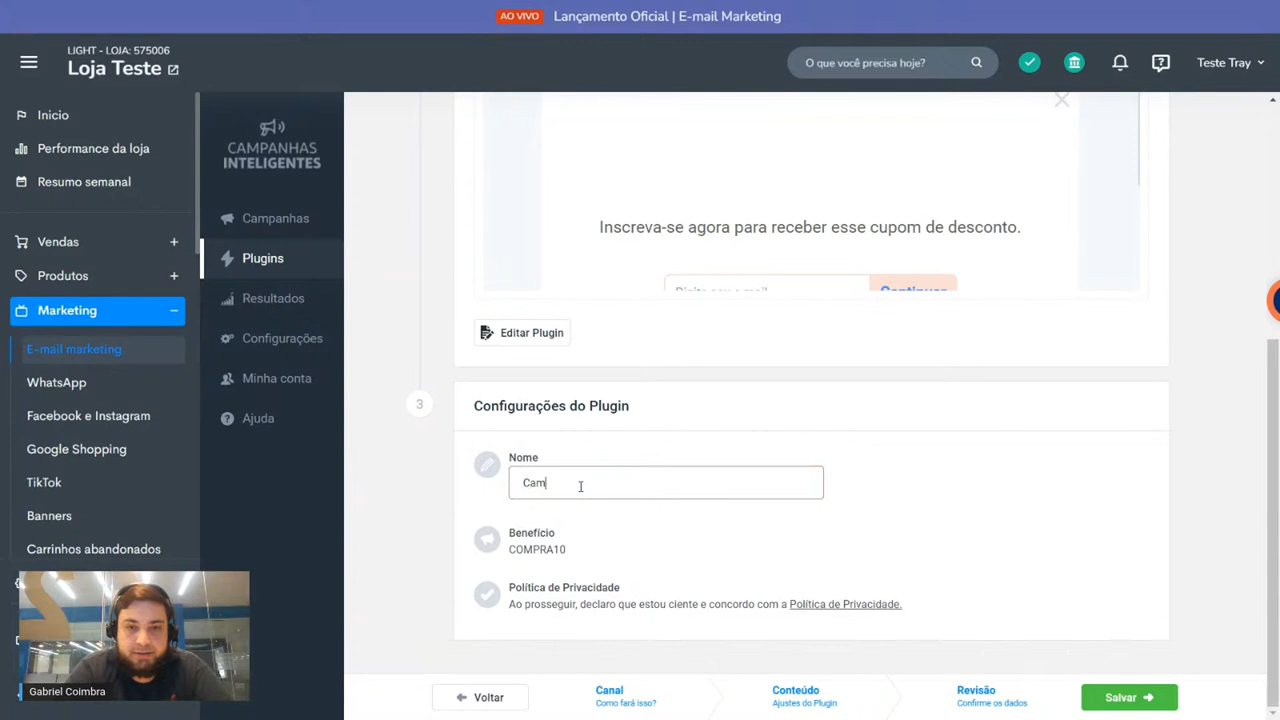 AO VIVO Lançamento Oficial | E-mail Marketing
LIGHT - LOJA: 575006
Loja Teste
O que você precisa hoje?
Teste Tray
Inicio
Performance da loja
Resumo semanal
Vendas
Produtos
Marketing
E-mail marketing
WhatsApp
Facebook e Instagram
Google Shopping
TikTok
Banners
Carrinhos abandonados
CAMPANHAS
INTELIGENTES
Campanhas
Plugins
Resultados
Configurações
Minha conta
Ajuda
Inscreva-se agora para receber esse cupom de desconto.
Digite seu e-mail
Continuar
Editar Plugin
3
Configurações do Plugin
Nome
Cam
Benefício
COMPRA10
Política de Privacidade
Ao prosseguir, declaro que estou ciente e concordo com a Política de Privacidade.
Voltar
Canal
Como fará isso?
Conteúdo
Ajustes do Plugin
Revisão
Confirme os dados
Salvar
Gabriel Coimbra